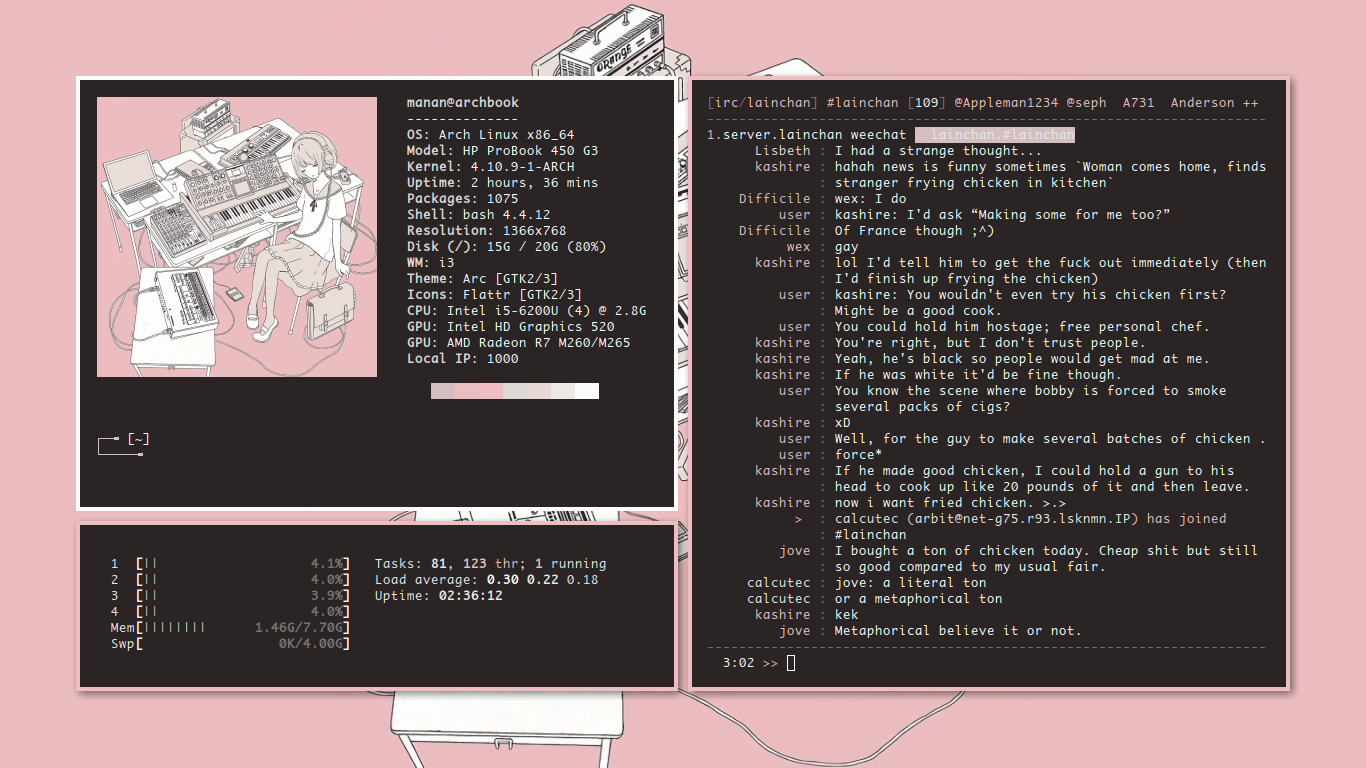 ORANGE
manan@archbook
--------------
OS: Arch Linux x86_64
Model: HP ProBook 450 G3
Kernel: 4.10.9-1-ARCH
Uptime: 2 hours, 36 mins
Packages: 1075
Shell: bash 4.4.12
Resolution: 1366x768
Disk (/): 15G / 20G (80%)
WM: i3
Theme: Arc [GTK2/3]
Icons: Flattr [GTK2/3]
CPU: Intel i5-6200U (4) @ 2.8G
GPU: Intel HD Graphics 520
GPU: AMD Radeon R7 M260/M265
Local IP: 1000
[~]
1 [|| 4.1%]
2 [|| 4.0%]
3 [|| 3.9%]
4 [|| 4.0%]
Mem[|||||||| 1.46G/7.70G]
Swp[ 0K/4.00G]
Tasks: 81, 123 thr; 1 running
Load average: 0.30 0.22 0.18
Uptime: 02:36:12
[irc/lainchan] #lainchan [109] @Appleman1234 @seph A731 Anderson ++
1.server.lainchan weechat lainchan.#lainchan
Lisbeth : I had a strange thought...
kashire : hahah news is funny sometimes `Woman comes home, finds
: stranger frying chicken in kitchen`
Difficile : wex: I do
user : kashire: I'd ask “Making some for me too?”
Difficile : Of France though ;^)
wex : gay
kashire : lol I'd tell him to get the fuck out immediately (then
: I'd finish up frying the chicken)
user : kashire: You wouldn't even try his chicken first?
: Might be a good cook.
user : You could hold him hostage; free personal chef.
kashire : You're right, but I don't trust people.
kashire : Yeah, he's black so people would get mad at me.
kashire : If he was white it'd be fine though.
user : You know the scene where bobby is forced to smoke
: several packs of cigs?
kashire : xD
user : Well, for the guy to make several batches of chicken .
user : force*
kashire : If he made good chicken, I could hold a gun to his
: head to cook up like 20 pounds of it and then leave.
kashire : now i want fried chicken. >.>
> : calcutec (arbit@net-g75.r93.lsknmn.IP) has joined
: #lainchan
jove : I bought a ton of chicken today. Cheap shit but still
: so good compared to my usual fair.
calcutec : jove: a literal ton
calcutec : or a metaphorical ton
kashire : kek
jove : Metaphorical believe it or not.
3:02 >>